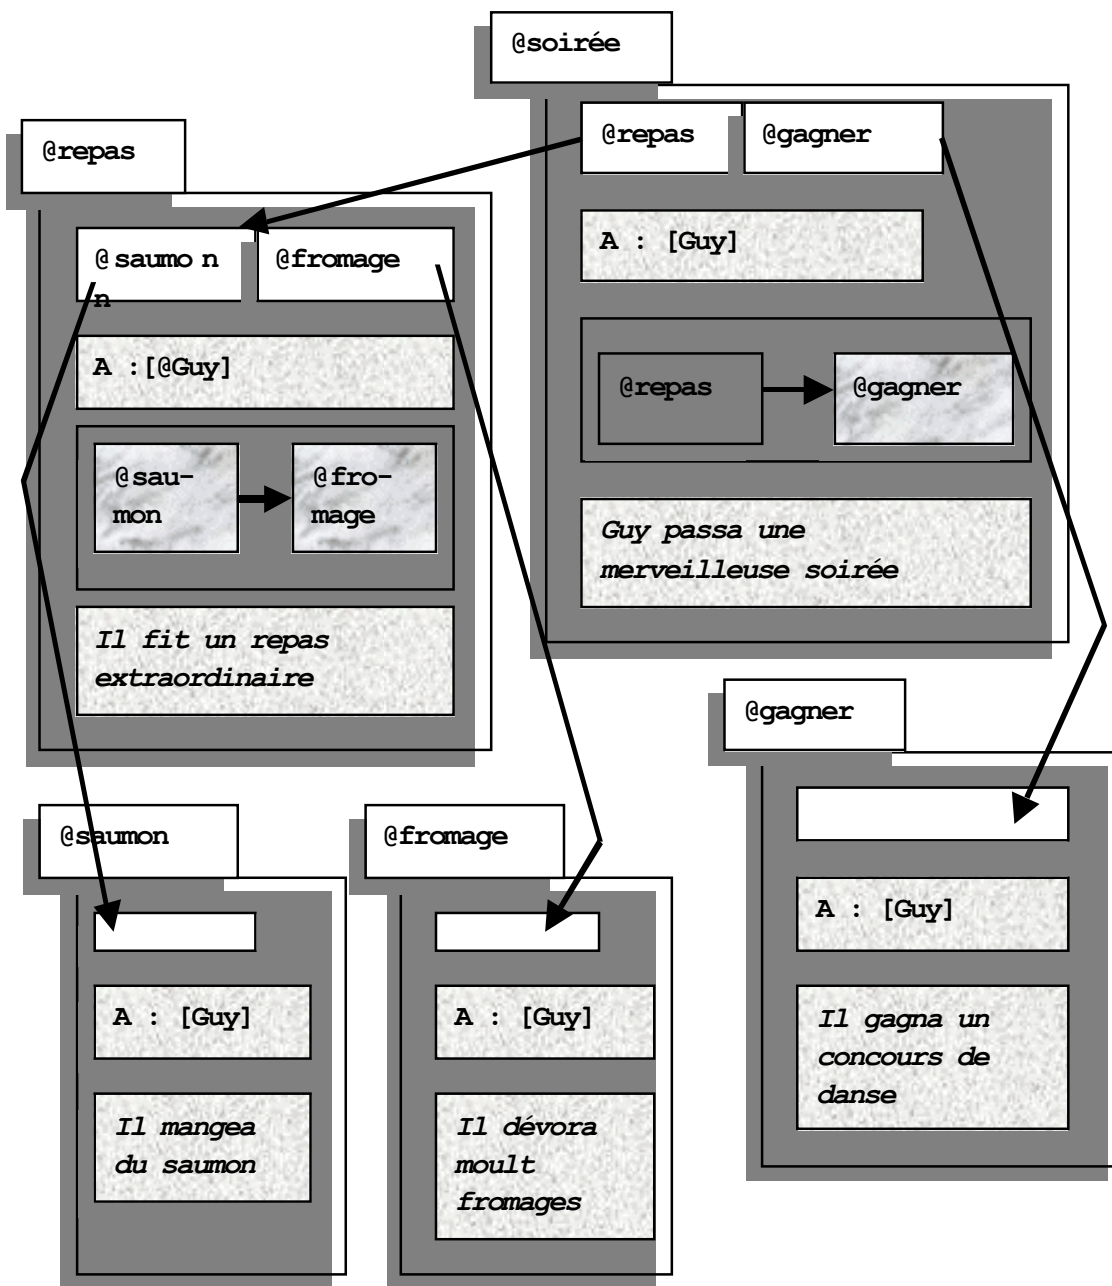 @soirée
@repas @gagner
A : [Guy]
@repas @gagner
Guy passa une
merveilleuse soirée
@repas
@saumo n @fromage
n
A :[@Guy]
@sau- @fro-
mon mage
Il fit un repas
extraordinaire
@gagner
A : [Guy]
Il gagna un
concours de
danse
@saumon
A : [Guy]
Il mangea
du saumon
@fromage
A : [Guy]
Il dévora
moult
fromages